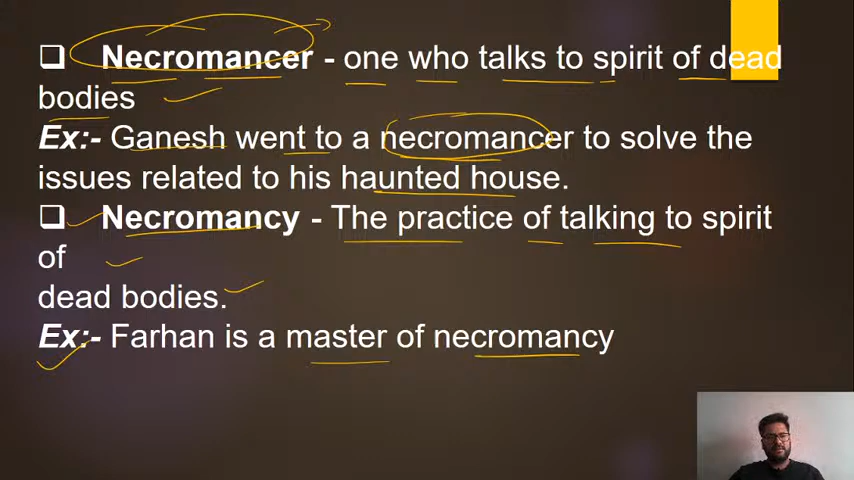 Necromancer - one who talks to spirit of dead
bodies
Ex:- Ganesh went to a necromancer to solve the
issues related to his haunted house.
Necromancy - The practice of talking to spirit
of
dead bodies.
Ex:- Farhan is a master of necromancy